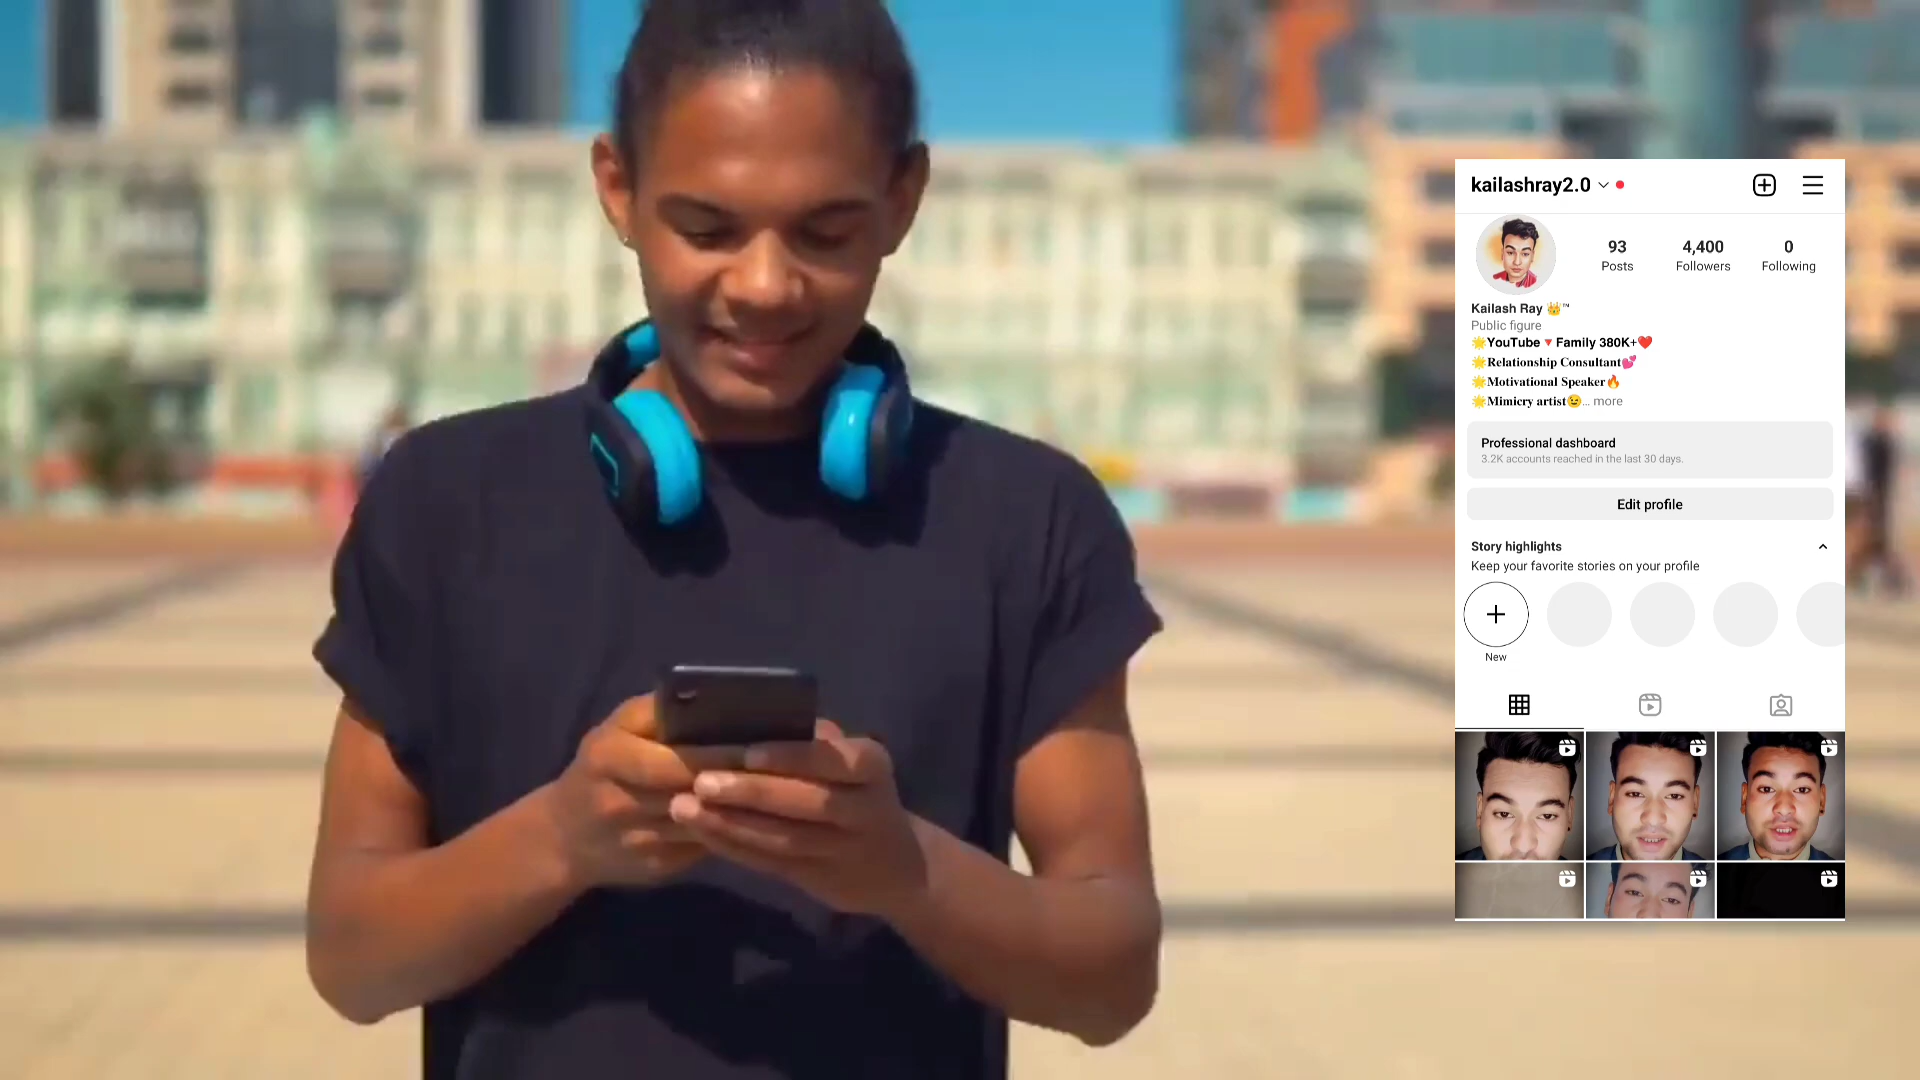 kailashray2.0
93 4,400 0
Posts Followers Following
Kailash Ray 👑™
Public figure
🌟YouTube🔻Family 380K+❤️
🌟𝐑𝐞𝐥𝐚𝐭𝐢𝐨𝐧𝐬𝐡𝐢𝐩 𝐂𝐨𝐧𝐬𝐮𝐥𝐭𝐚𝐧𝐭💕
🌟𝐌𝐨𝐭𝐢𝐯𝐚𝐭𝐢𝐨𝐧𝐚𝐥 𝐒𝐩𝐞𝐚𝐤𝐞𝐫🔥
🌟𝐌𝐢𝐦𝐢𝐜𝐫𝐲 𝐚𝐫𝐭𝐢𝐬𝐭😉... more
Professional dashboard
3.2K accounts reached in the last 30 days.
Edit profile
Story highlights
Keep your favorite stories on your profile
New